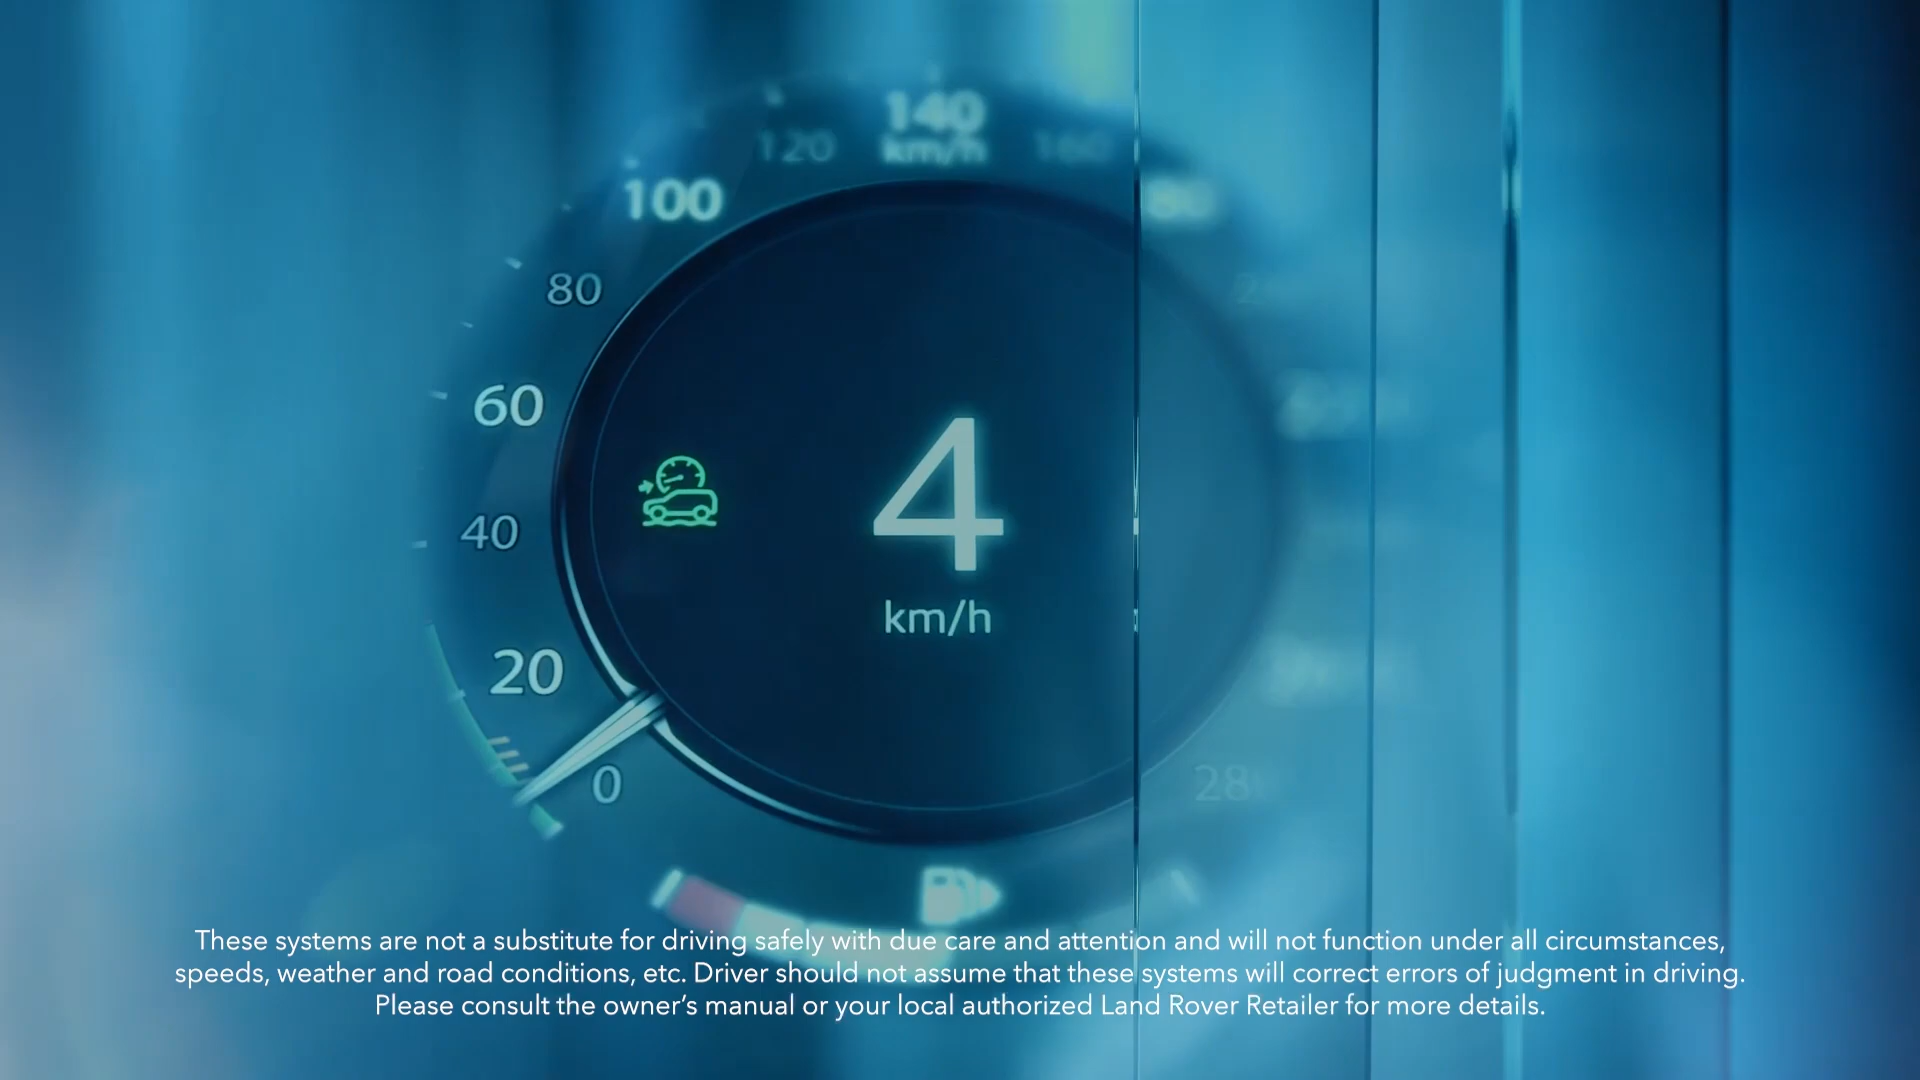 140
120 km/h 160
100
80
80
60
40
4
km/h
20
0
28
These systems are not a substitute for driving safely with due care and attention and will not function under all circumstances,
speeds, weather and road conditions, etc. Driver should not assume that these systems will correct errors of judgment in driving.
Please consult the owner’s manual or your local authorized Land Rover Retailer for more details.